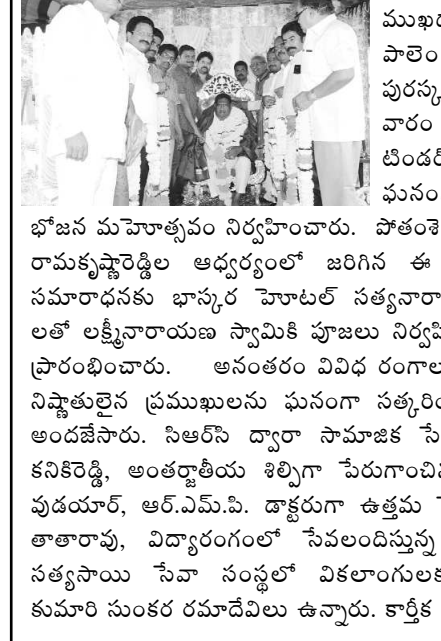 ముఖద
పాలెం
పురస్క
వారం
టిండర్
ఘనం
భోజన మహెూత్సవం నిర్వహించారు. పోతంశె
రామకృష్ణారెడ్డిల ఆధ్వర్యంలో జరిగిన ఈ
సమారాధనకు భాస్కర హెూటల్ సత్యనారా
లతో లక్ష్మీనారాయణ స్వామికి పూజలు నిర్వహి
ప్రారంభించారు. అనంతరం వివిధ రంగాల
నిష్ణాతులైన ప్రముఖులను ఘనంగా సత్కరిం
అందజేసారు. సిఆర్‌సి ద్వారా సామాజిక సే
కనికిరెడ్డి, అంతర్జాతీయ శిల్పిగా పేరుగాంచి
వుడయార్, ఆర్.ఎమ్.పి. డాక్టరుగా ఉత్తమ
తాతారావు, విద్యారంగంలో సేవలందిస్తున్న
సత్యసాయి సేవా సంస్థలో వికలాంగులక
కుమారి సుంకర రమాదేవిలు ఉన్నారు. కార్తీక